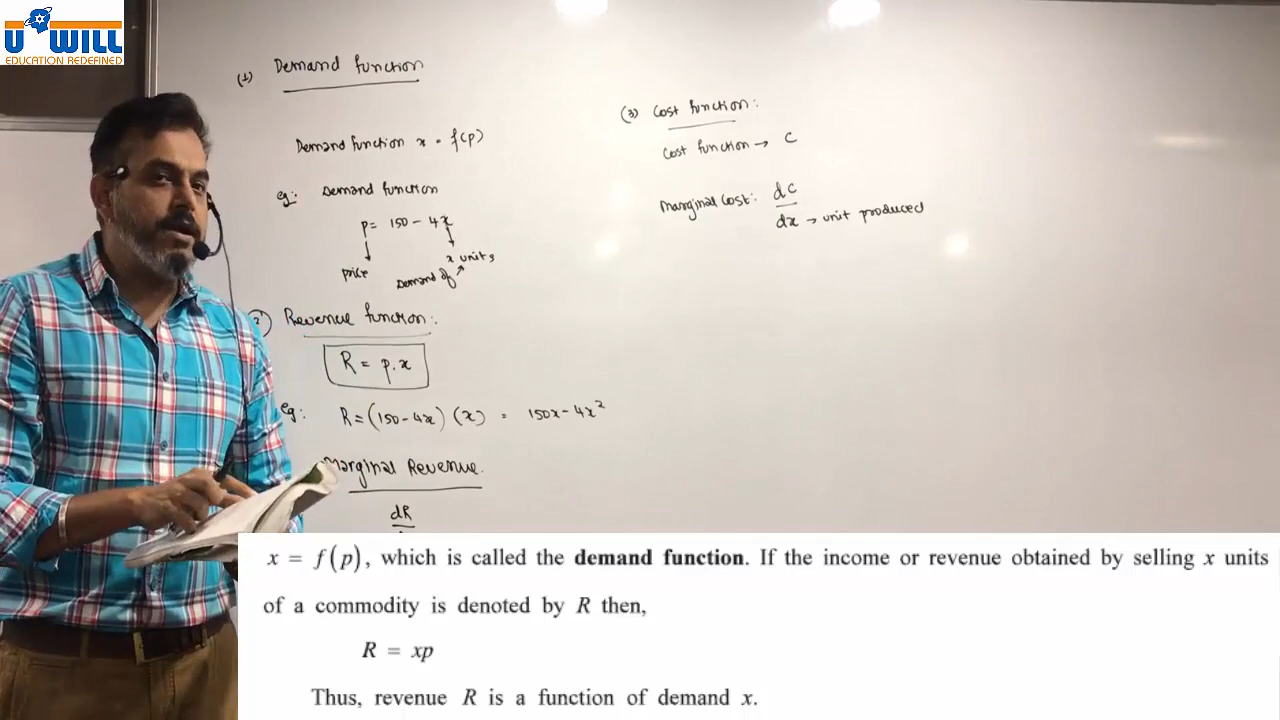 U WILL
EDUCATION REDEFINED
(1) Demand function
Demand function x = f(p)
eg: Demand function
p = 150 - 4x
price
x units
Demand of
2 Revenue function:
R = p.x
eg: R = (150-4x) (x) = 150x - 4x²
Marginal Revenue.
dR
(3) Cost function:
Cost function → C
Marginal Cost: dC
dx → unit produced
x = f(p), which is called the demand function. If the income or revenue obtained by selling x units
of a commodity is denoted by R then,
R = xp
Thus, revenue R is a function of demand x.